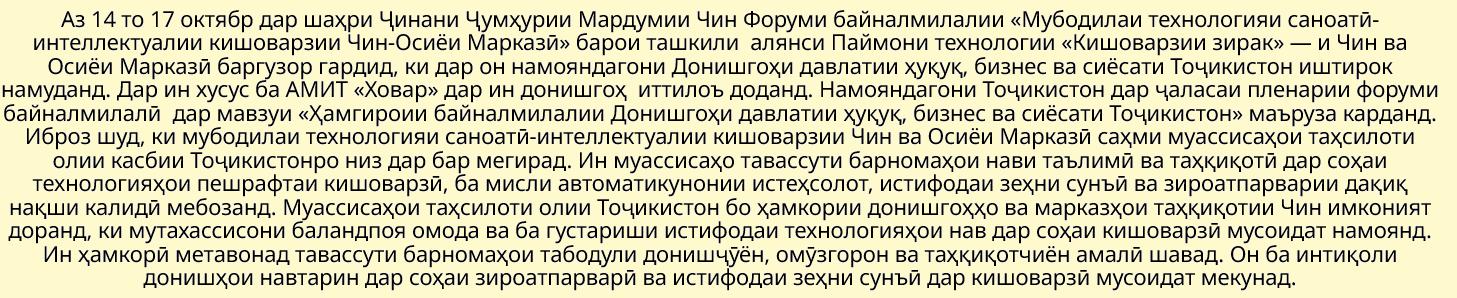 Аз 14 то 17 октябр дар шаҳри Ҷинани Ҷумҳурии Мардумии Чин Форуми байналмилалии «Мубодилаи технологияи саноатӣ-
интеллектуалии кишоварзии Чин-Осиёи Марказӣ» барои ташкили алянси Паймони технологии «Кишоварзии зирак» — и Чин ва
Осиёи Марказӣ баргузор гардид, ки дар он намояндагони Донишгоҳи давлатии ҳуқуқ, бизнес ва сиёсати Тоҷикистон иштирок
намуданд. Дар ин хусус ба АМИТ «Ховар» дар ин донишгоҳ иттилоъ доданд. Намояндагони Тоҷикистон дар ҷаласаи пленарии форуми
байналмилалӣ дар мавзуи «Ҳамгироии байналмилалии Донишгоҳи давлатии ҳуқуқ, бизнес ва сиёсати Тоҷикистон» маъруза карданд.
Иброз шуд, ки мубодилаи технологияи саноатӣ-интеллектуалии кишоварзии Чин ва Осиёи Марказӣ саҳми муассисаҳои таҳсилоти
олии касбии Тоҷикистонро низ дар бар мегирад. Ин муассисаҳо тавассути барномаҳои нави таълимӣ ва таҳқиқотӣ дар соҳаи
технологияҳои пешрафтаи кишоварзӣ, ба мисли автоматикунонии истеҳсолот, истифодаи зеҳни сунъӣ ва зироатпарварии дақиқ
нақши калидӣ мебозанд. Муассисаҳои таҳсилоти олии Тоҷикистон бо ҳамкории донишгоҳҳо ва марказҳои таҳқиқотии Чин имконият
доранд, ки мутахассисони баландпоя омода ва ба густариши истифодаи технологияҳои нав дар соҳаи кишоварзӣ мусоидат намоянд.
Ин ҳамкорӣ метавонад тавассути барномаҳои табодули донишҷӯён, омӯзгорон ва таҳқиқотчиён амалӣ шавад. Он ба интиқоли
донишҳои навтарин дар соҳаи зироатпарварӣ ва истифодаи зеҳни сунъӣ дар кишоварзӣ мусоидат мекунад.